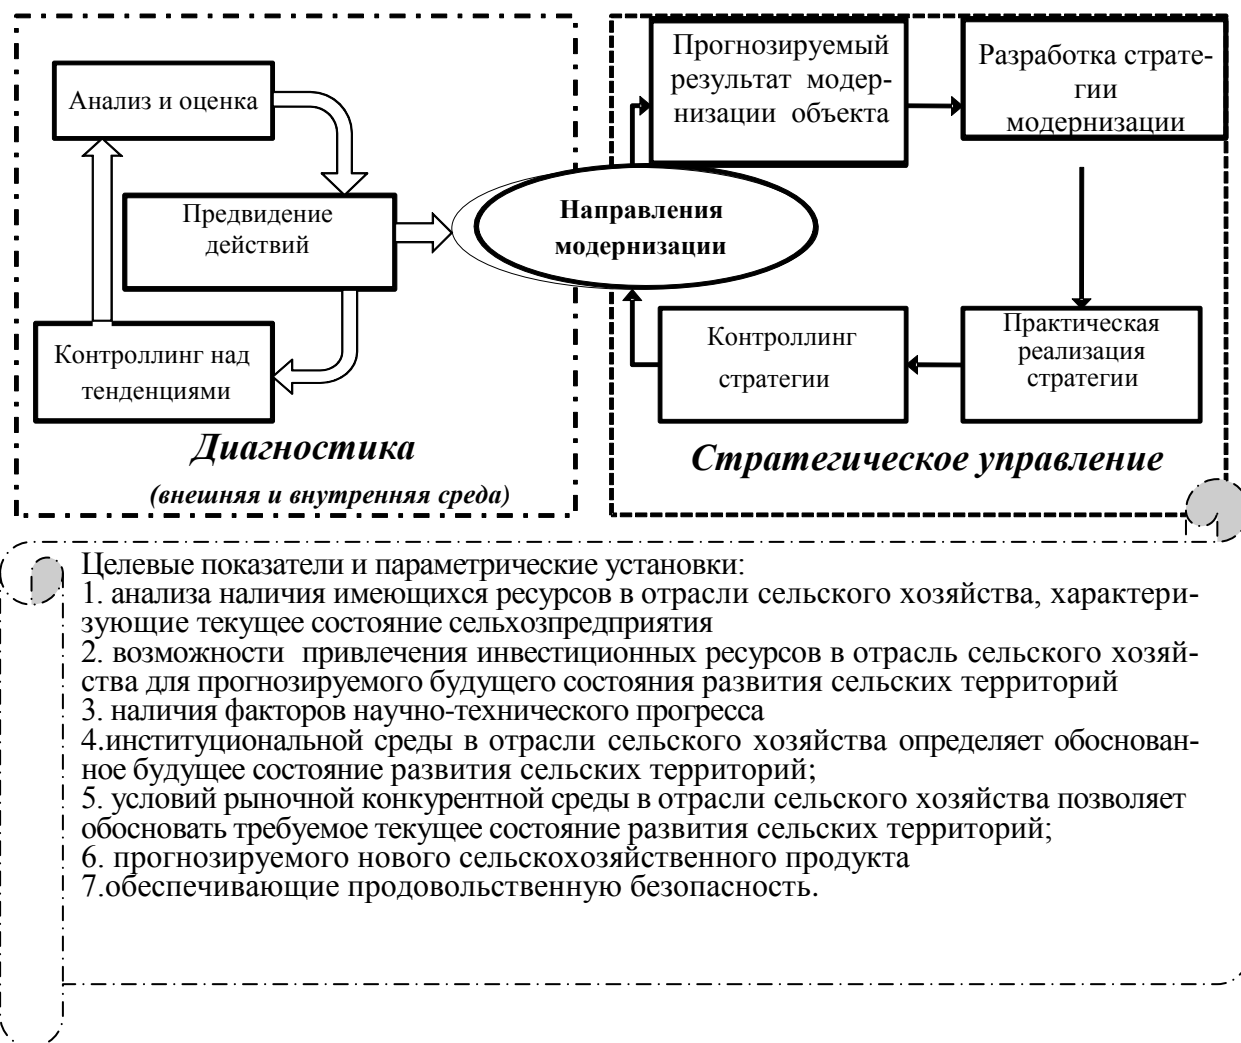 Анализ и оценка
Предвидение
действий
Контроллинг над
тенденциями
Диагностика
(внешняя и внутренняя среда)
Направления
модернизации
Прогнозируемый
результат модер-
низации объекта
Разработка страте-
гии
модернизации
Практическая
реализация
стратегии
Контроллинг
стратегии
Стратегическое управление
Целевые показатели и параметрические установки:
1. анализа наличия имеющихся ресурсов в отрасли сельского хозяйства, характери-
зующие текущее состояние сельхозпредприятия
2. возможности привлечения инвестиционных ресурсов в отрасль сельского хозяй-
ства для прогнозируемого будущего состояния развития сельских территорий
3. наличия факторов научно-технического прогресса
4.институциональной среды в отрасли сельского хозяйства определяет обоснован-
ное будущее состояние развития сельских территорий;
5. условий рыночной конкурентной среды в отрасли сельского хозяйства позволяет
обосновать требуемое текущее состояние развития сельских территорий;
6. прогнозируемого нового сельскохозяйственного продукта
7.обеспечивающие продовольственную безопасность.